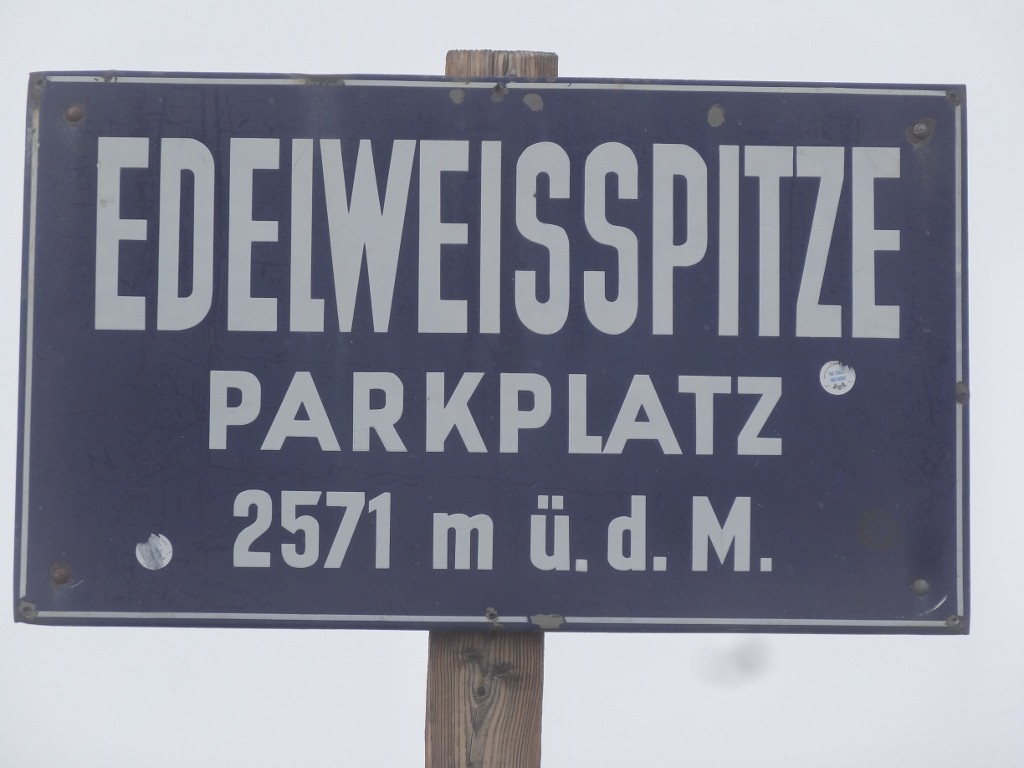 EDELWEISSPITZE
PARKPLATZ
2571 m ü. d. M.